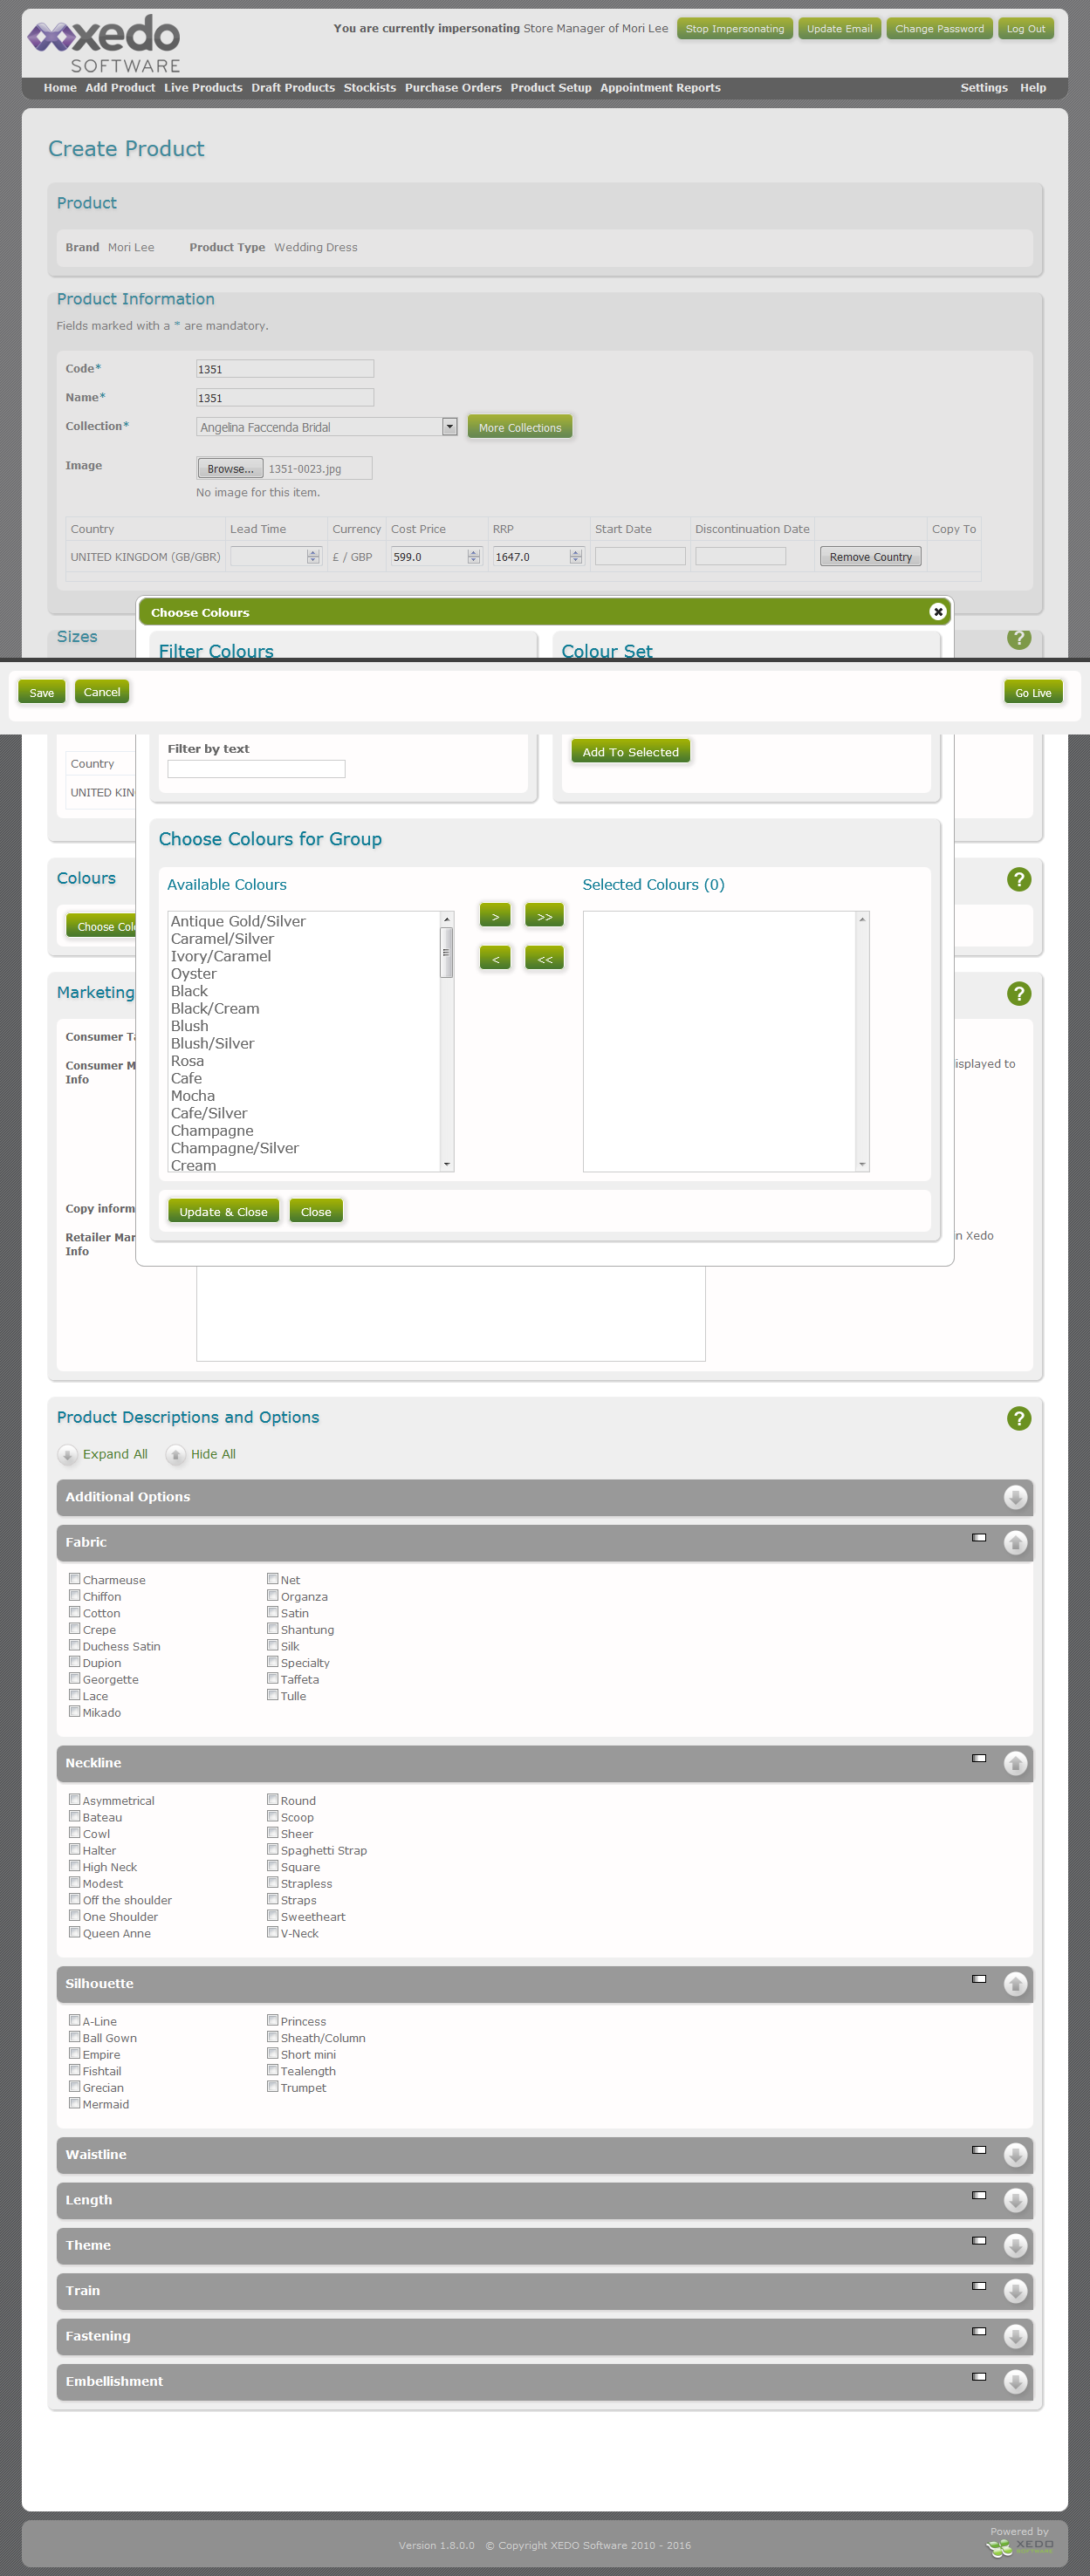 xedo
SOFTWARE
You are currently impersonating Store Manager of Mori Lee Stop Impersonating Update Email Change Password Log Out
Home Add Product Live Products Draft Products Stockists Purchase Orders Product Setup Appointment Reports Settings Help
Create Product
Product
Brand Mori Lee Product Type Wedding Dress
Product Information
Fields marked with a * are mandatory.
Code* 1351
Name* 1351
Collection* Angelina Faccenda Bridal More Collections
Image Browse... 1351-0023.jpg
No image for this item.
Country Lead Time Currency Cost Price RRP Start Date Discontinuation Date Copy To
UNITED KINGDOM (GB/GBR) £ / GBP 599.0 1647.0 Remove Country
Choose Colours
Sizes ?
Filter Colours Colour Set
Save Cancel Go Live
Filter by text Add To Selected
Country
UNITED KIN
Choose Colours for Group
Colours ?
Available Colours Selected Colours (0)
Choose Col
> >>
< <<
Antique Gold/Silver
Caramel/Silver
Ivory/Caramel
Oyster
Black
Black/Cream
Blush
Blush/Silver
Rosa
Cafe
Mocha
Cafe/Silver
Champagne
Champagne/Silver
Cream
Marketing ?
Consumer Ta
Consumer M
Info
isplayed to
Copy inform
Update & Close Close
Retailer Mar
Info
n Xedo
Product Descriptions and Options ?
Expand All Hide All
Additional Options
Fabric
Charmeuse Net
Chiffon Organza
Cotton Satin
Crepe Shantung
Duchess Satin Silk
Dupion Specialty
Georgette Taffeta
Lace Tulle
Mikado
Neckline
Asymmetrical Round
Bateau Scoop
Cowl Sheer
Halter Spaghetti Strap
High Neck Square
Modest Strapless
Off the shoulder Straps
One Shoulder Sweetheart
Queen Anne V-Neck
Silhouette
A-Line Princess
Ball Gown Sheath/Column
Empire Short mini
Fishtail Tealength
Grecian Trumpet
Mermaid
Waistline
Length
Theme
Train
Fastening
Embellishment
Version 1.8.0.0 © Copyright XEDO Software 2010 - 2016
Powered by
XEDO
SOFTWARE